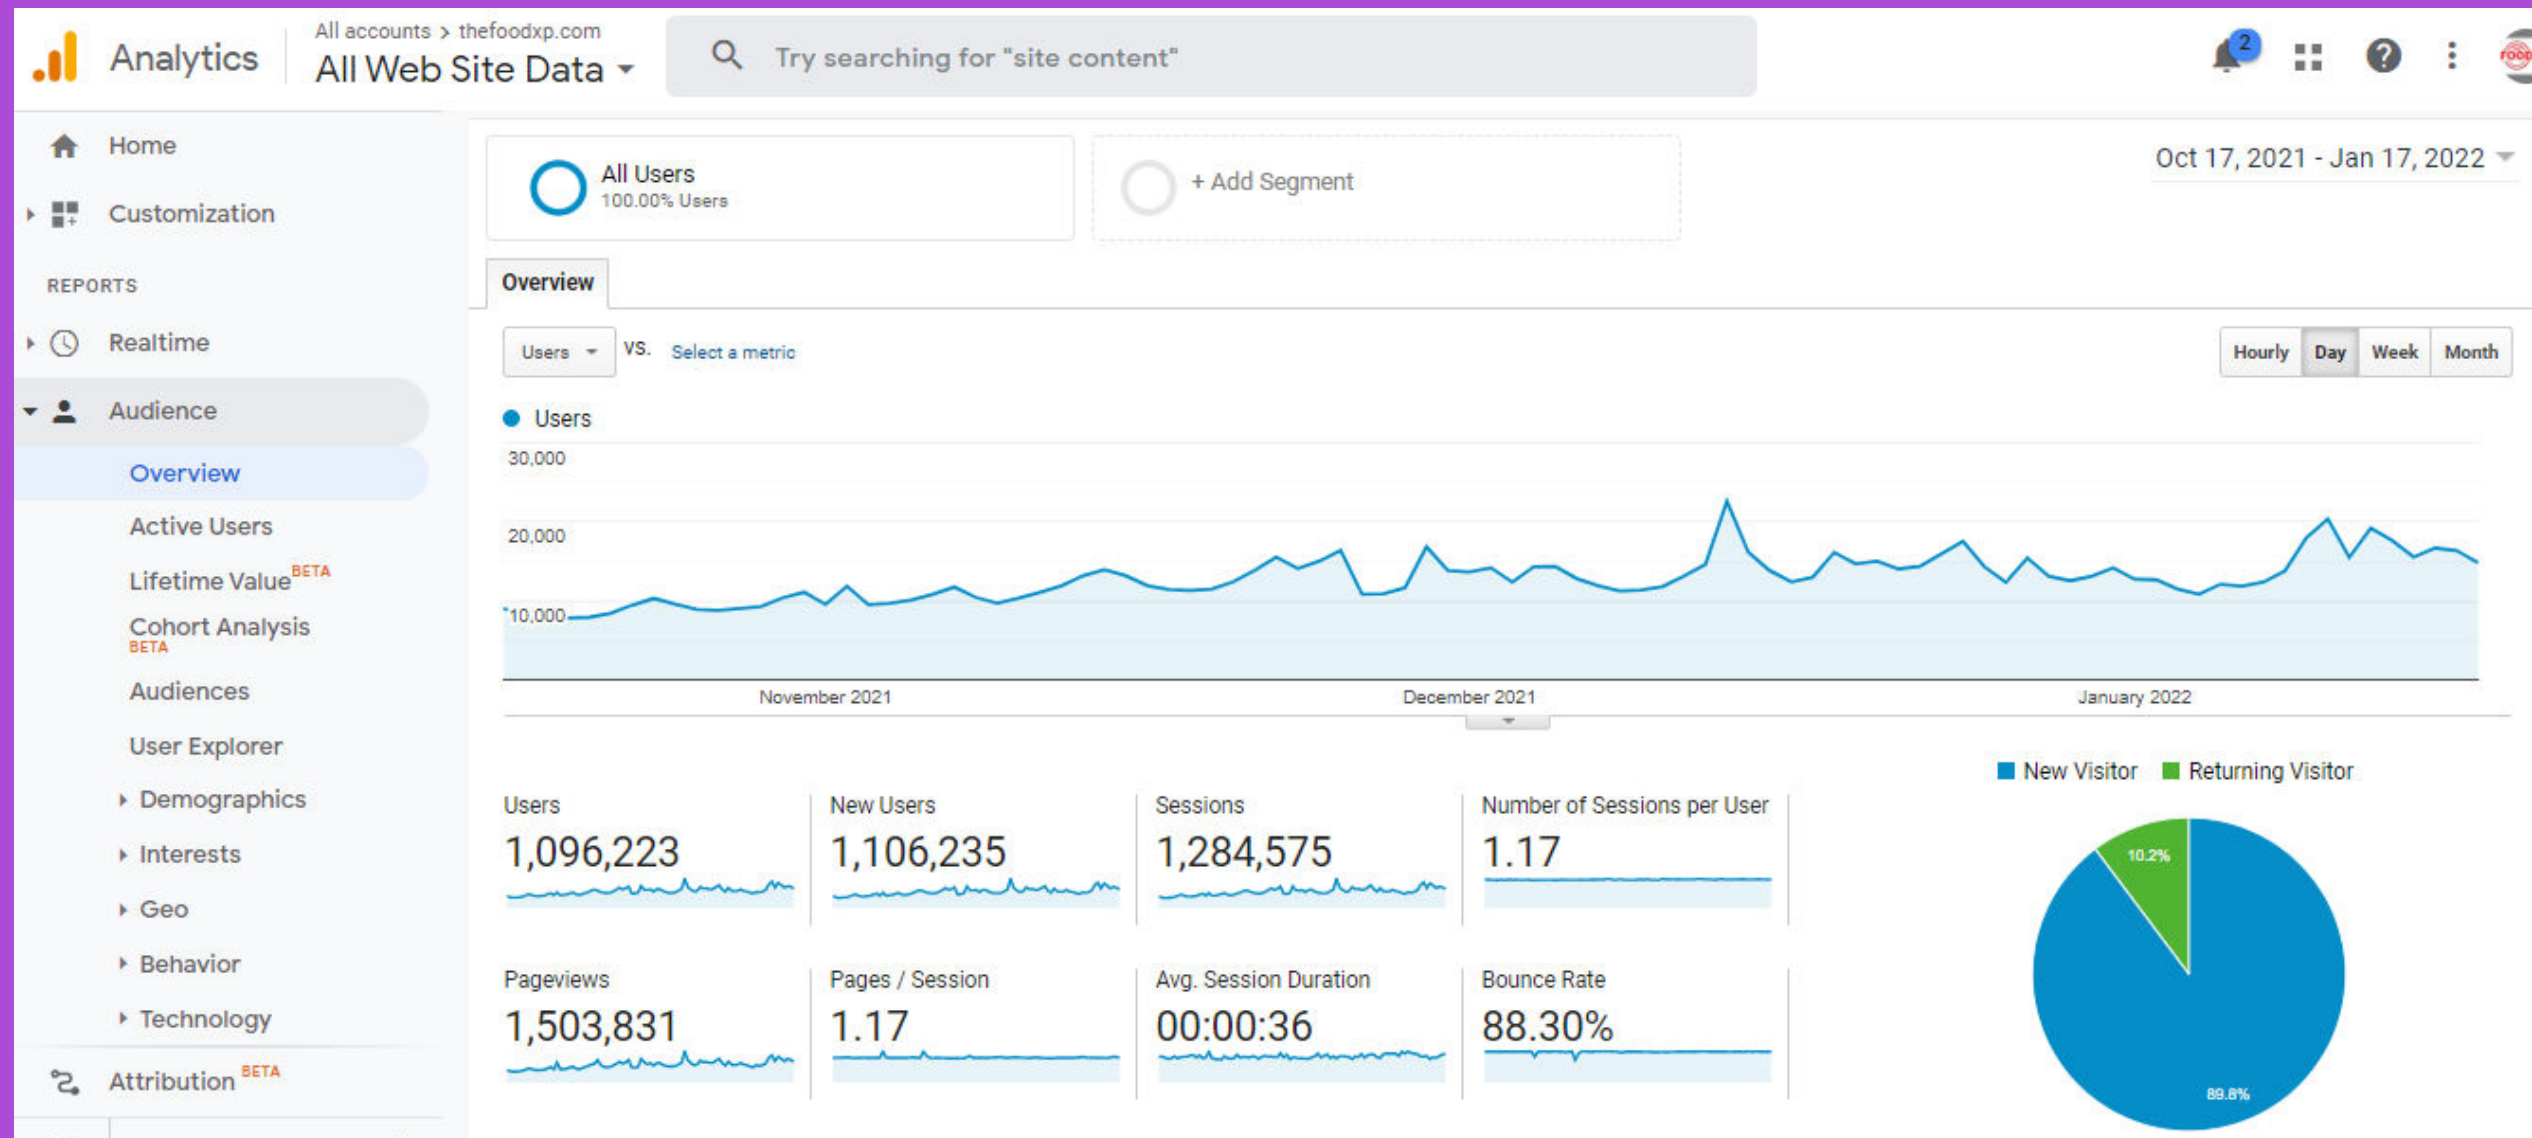 Analytics
All accounts > thefoodxp.com
All Web Site Data
Try searching for "site content"
2
FOOD
Home
Customization
REPORTS
Realtime
Audience
Overview
Active Users
Lifetime Value BETA
Cohort Analysis
BETA
Audiences
User Explorer
Demographics
Interests
Geo
Behavior
Technology
Attribution BETA
All Users
100.00% Users
+ Add Segment
Oct 17, 2021 - Jan 17, 2022
Overview
Users VS. Select a metric
Hourly Day Week Month
Users
30,000
20,000
10,000
November 2021 December 2021 January 2022
New Visitor Returning Visitor
Users
1,096,223
New Users
1,106,235
Sessions
1,284,575
Number of Sessions per User
1.17
Pageviews
1,503,831
Pages / Session
1.17
Avg. Session Duration
00:00:36
Bounce Rate
88.30%
10.2%
89.8%